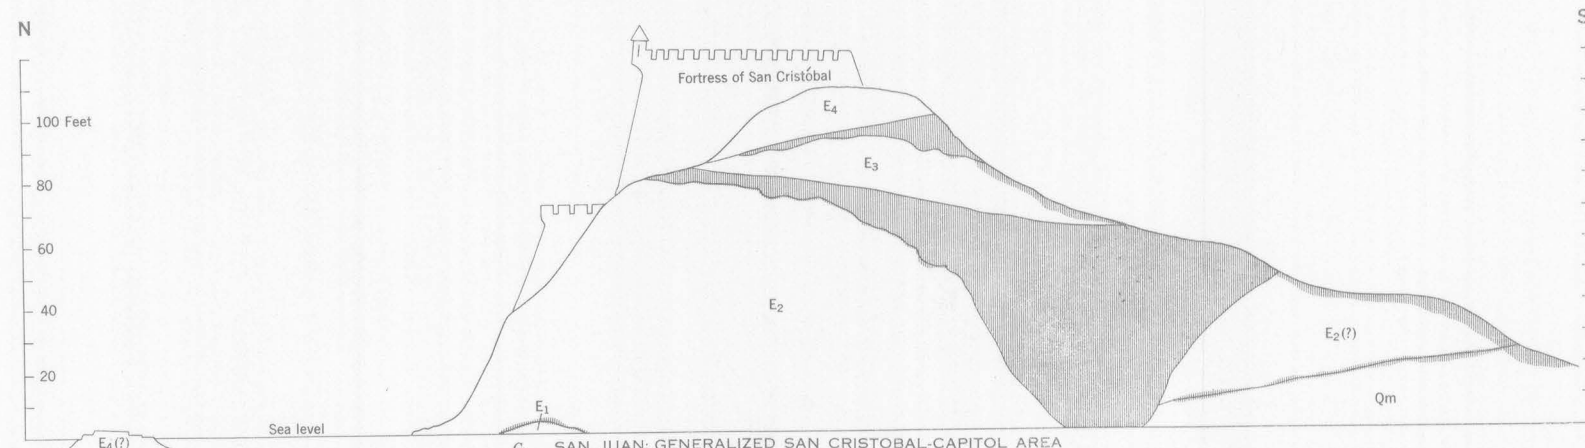 N
S
Fortress of San Cristóbal
E4
100 Feet
E3
80
60
E2
40
E2(?)
20
Qm
E1
Sea level
E4(?)
C. SAN JUAN: GENERALIZED SAN CRISTOBAL-CAPITOL AREA